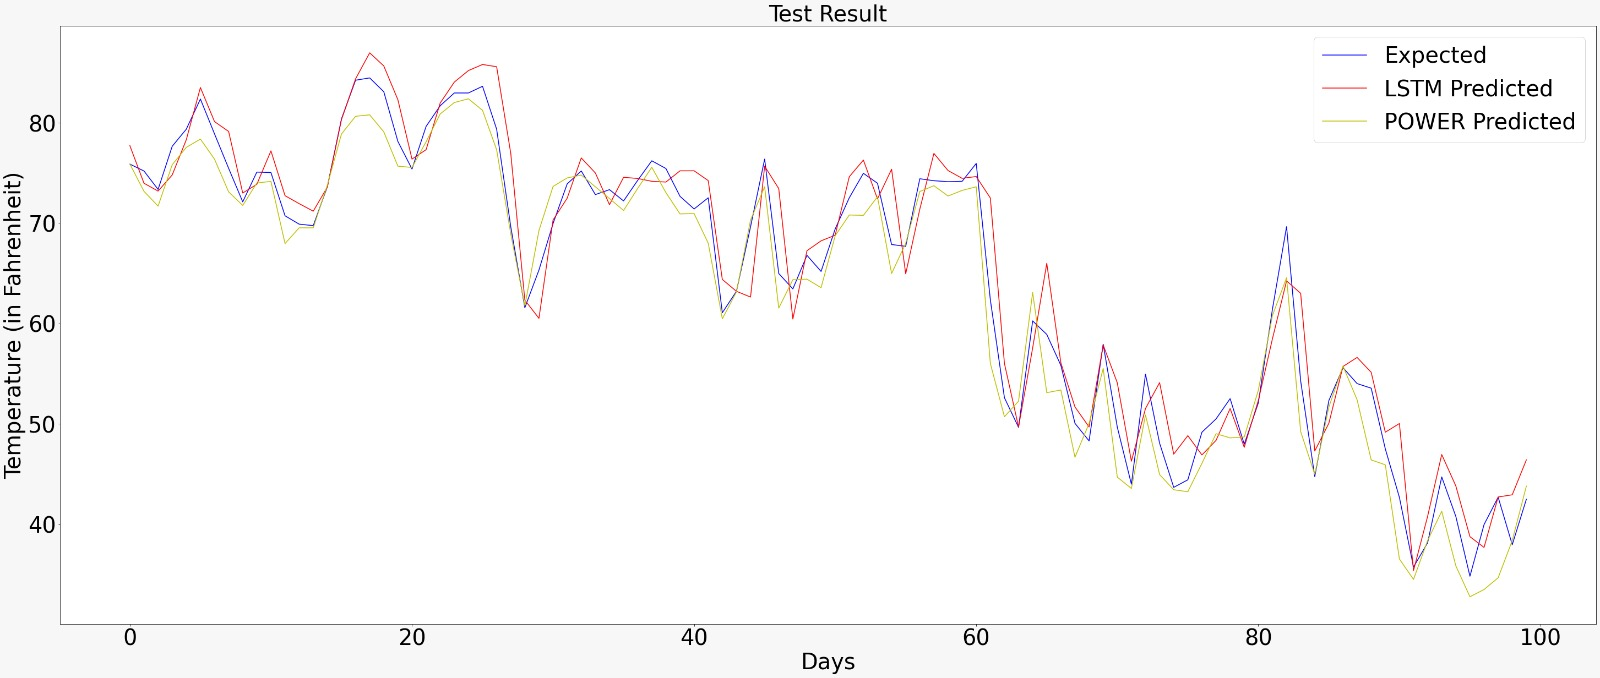 Test Result
Expected
LSTM Predicted
POWER Predicted
Temperature (in Fahrenheit)
80
70
60
50
40
0 20 40 60 80 100
Days